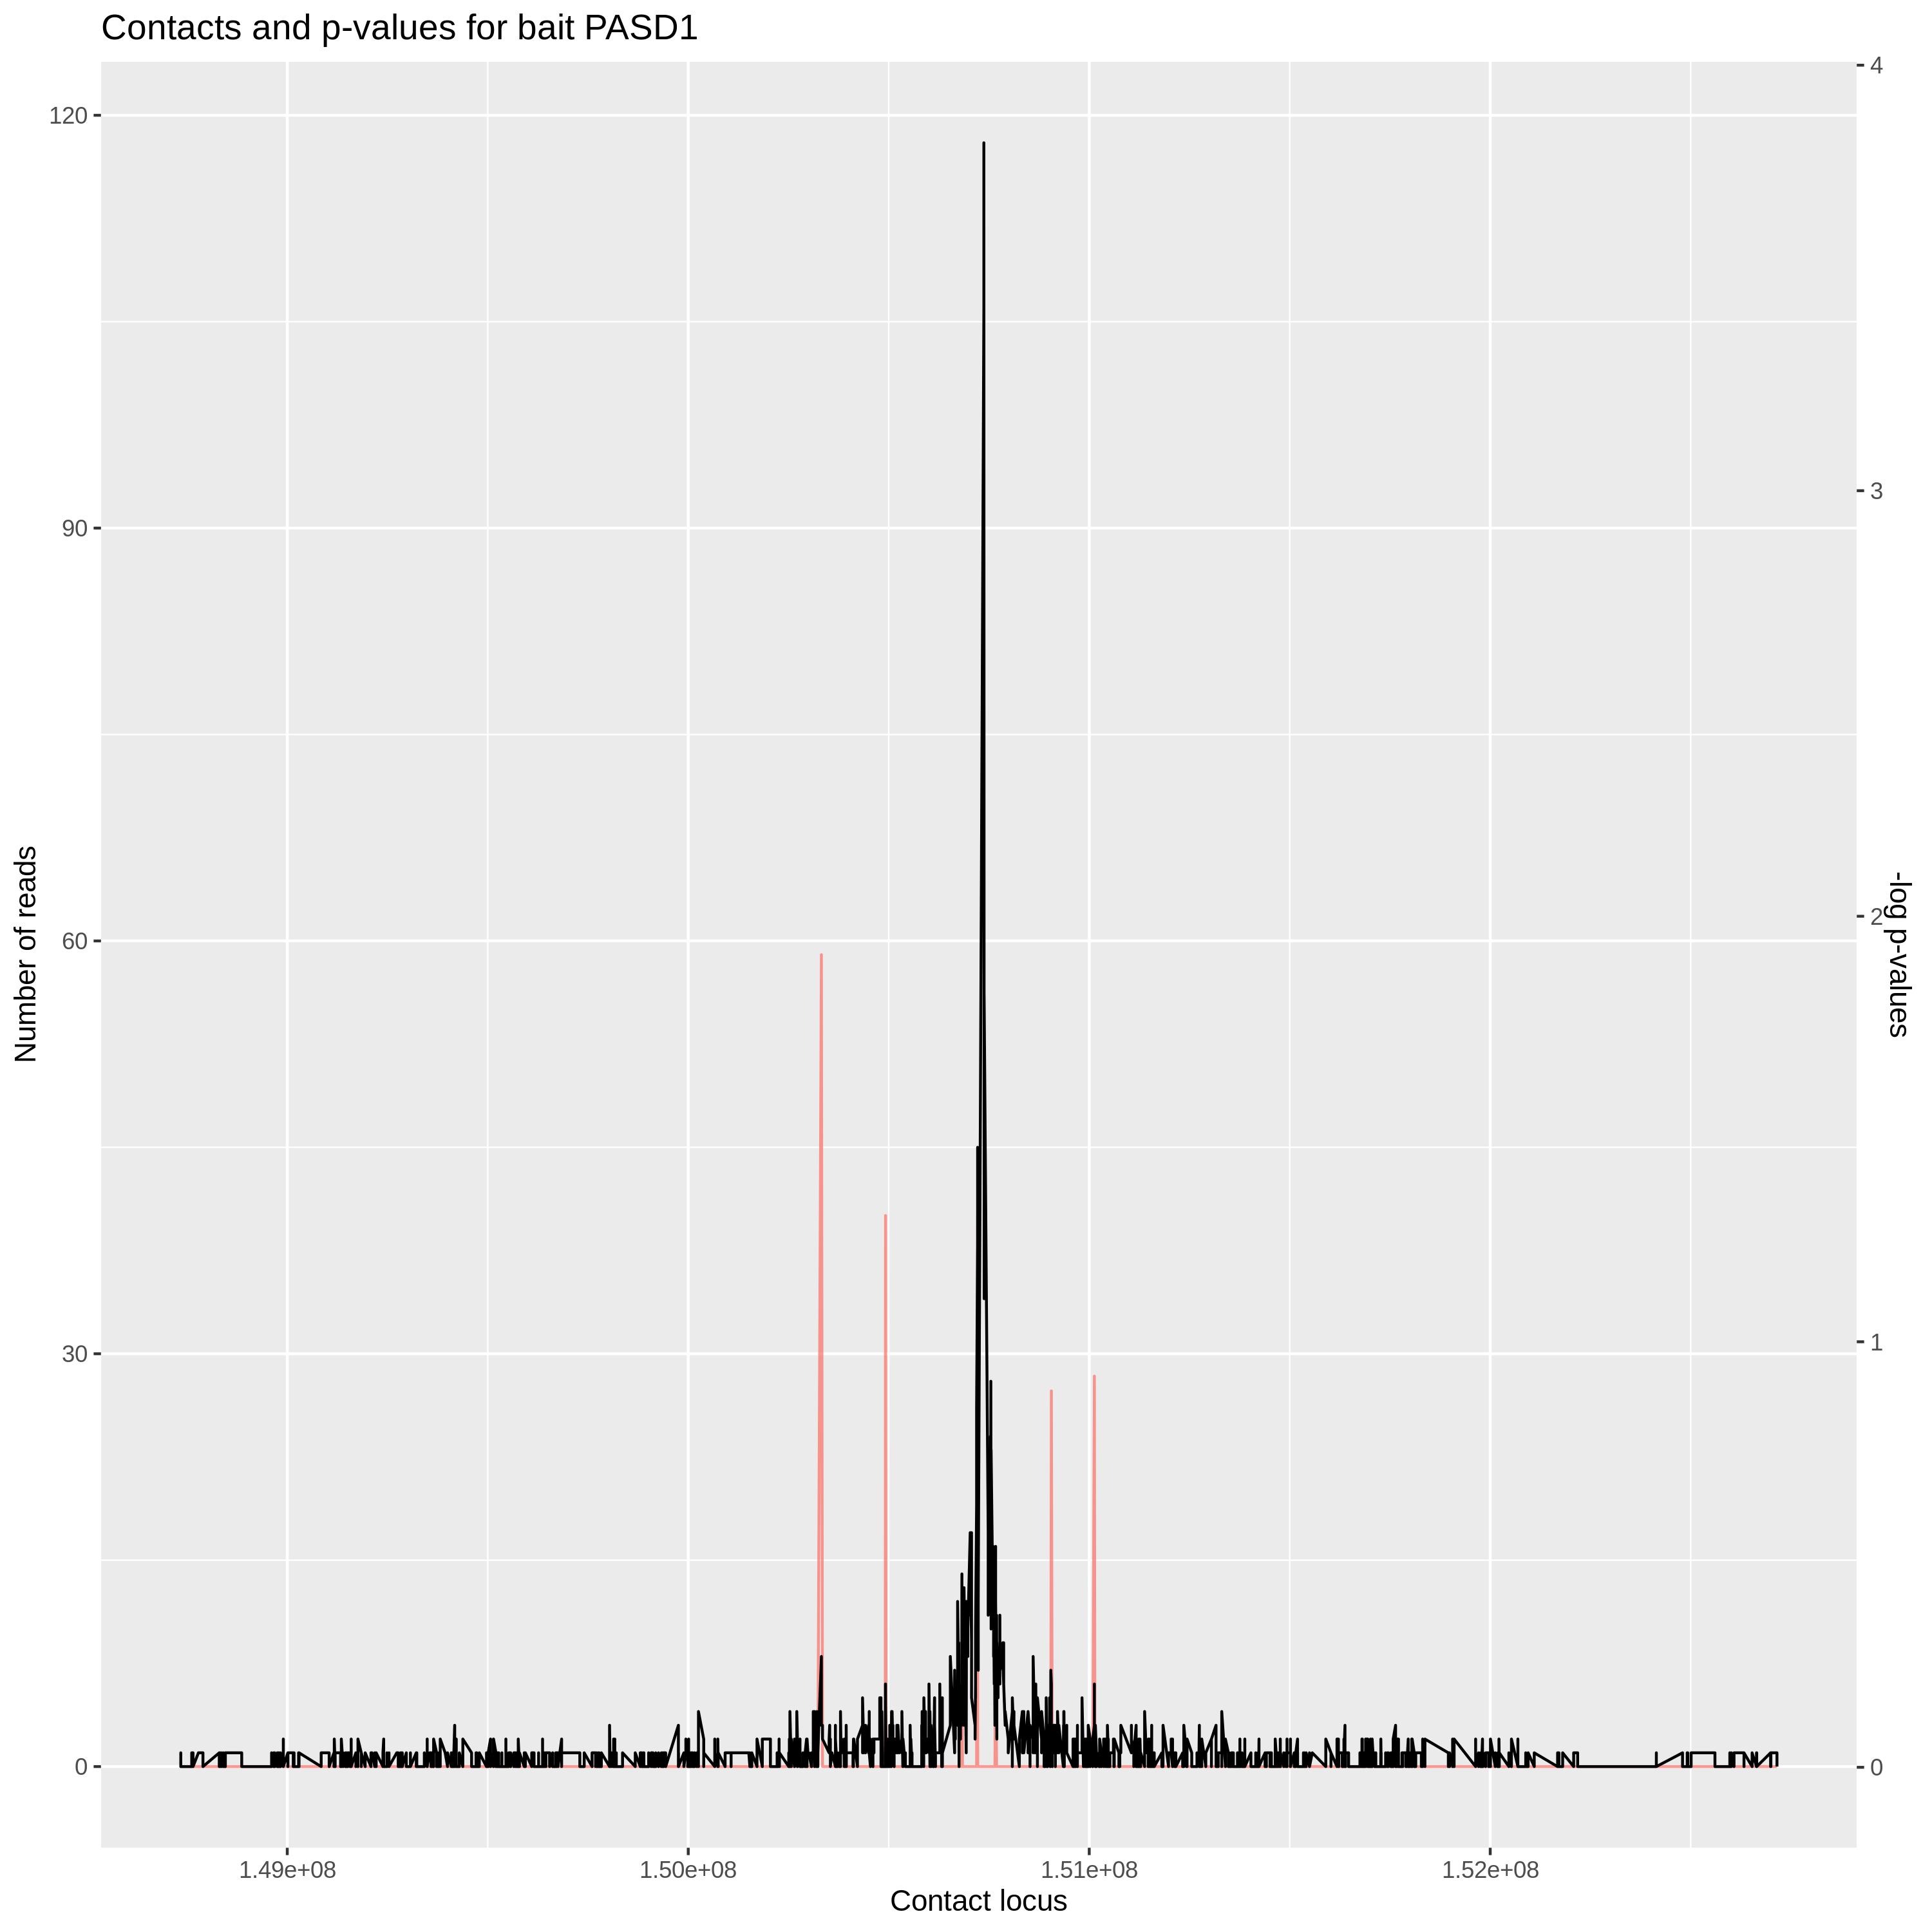 Contacts and p-values for bait PASD1
120
90
60
30
0
Number of reads
4
3
2
1
0
-log p-values
1.49e+08
1.50e+08
1.51e+08
1.52e+08
Contact locus